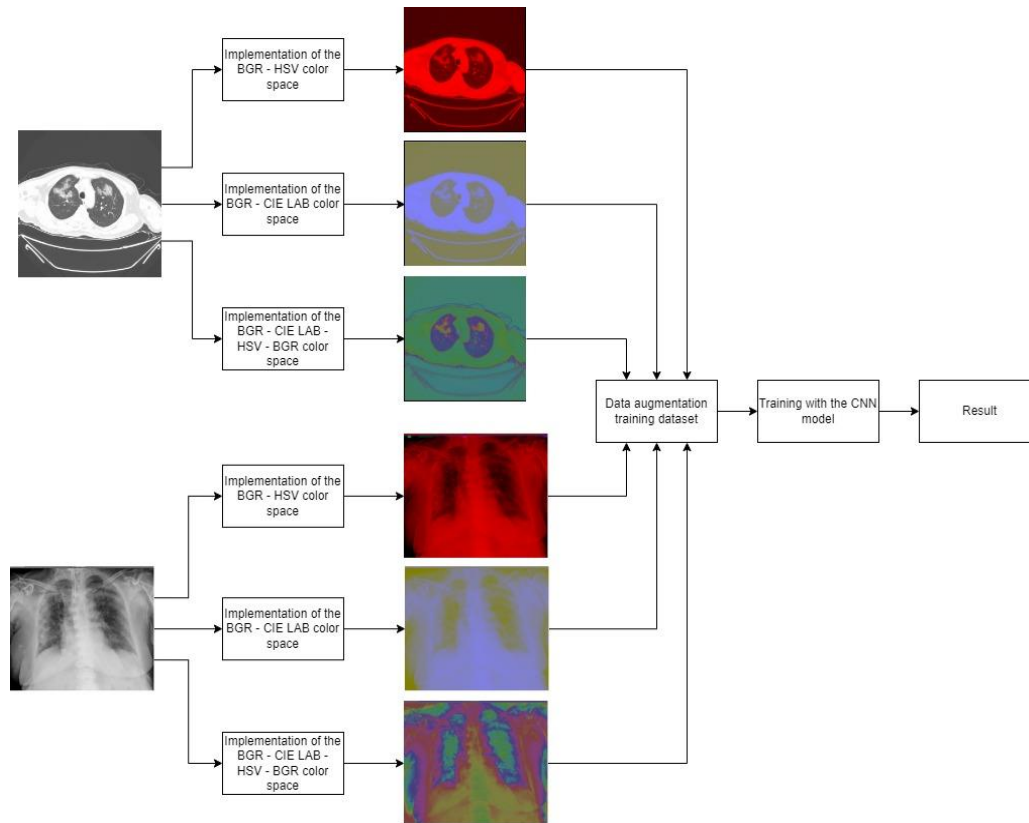 Implementation of the
BGR - HSV color
space
Implementation of the
BGR - CIE LAB color
space
Implementation of the
BGR - CIE LAB -
HSV - BGR color
space
Data augmentation
training dataset
Training with the CNN
model
Result
Implementation of the
BGR - HSV color
space
Implementation of the
BGR - CIE LAB color
space
Implementation of the
BGR - CIE LAB -
HSV - BGR color
space